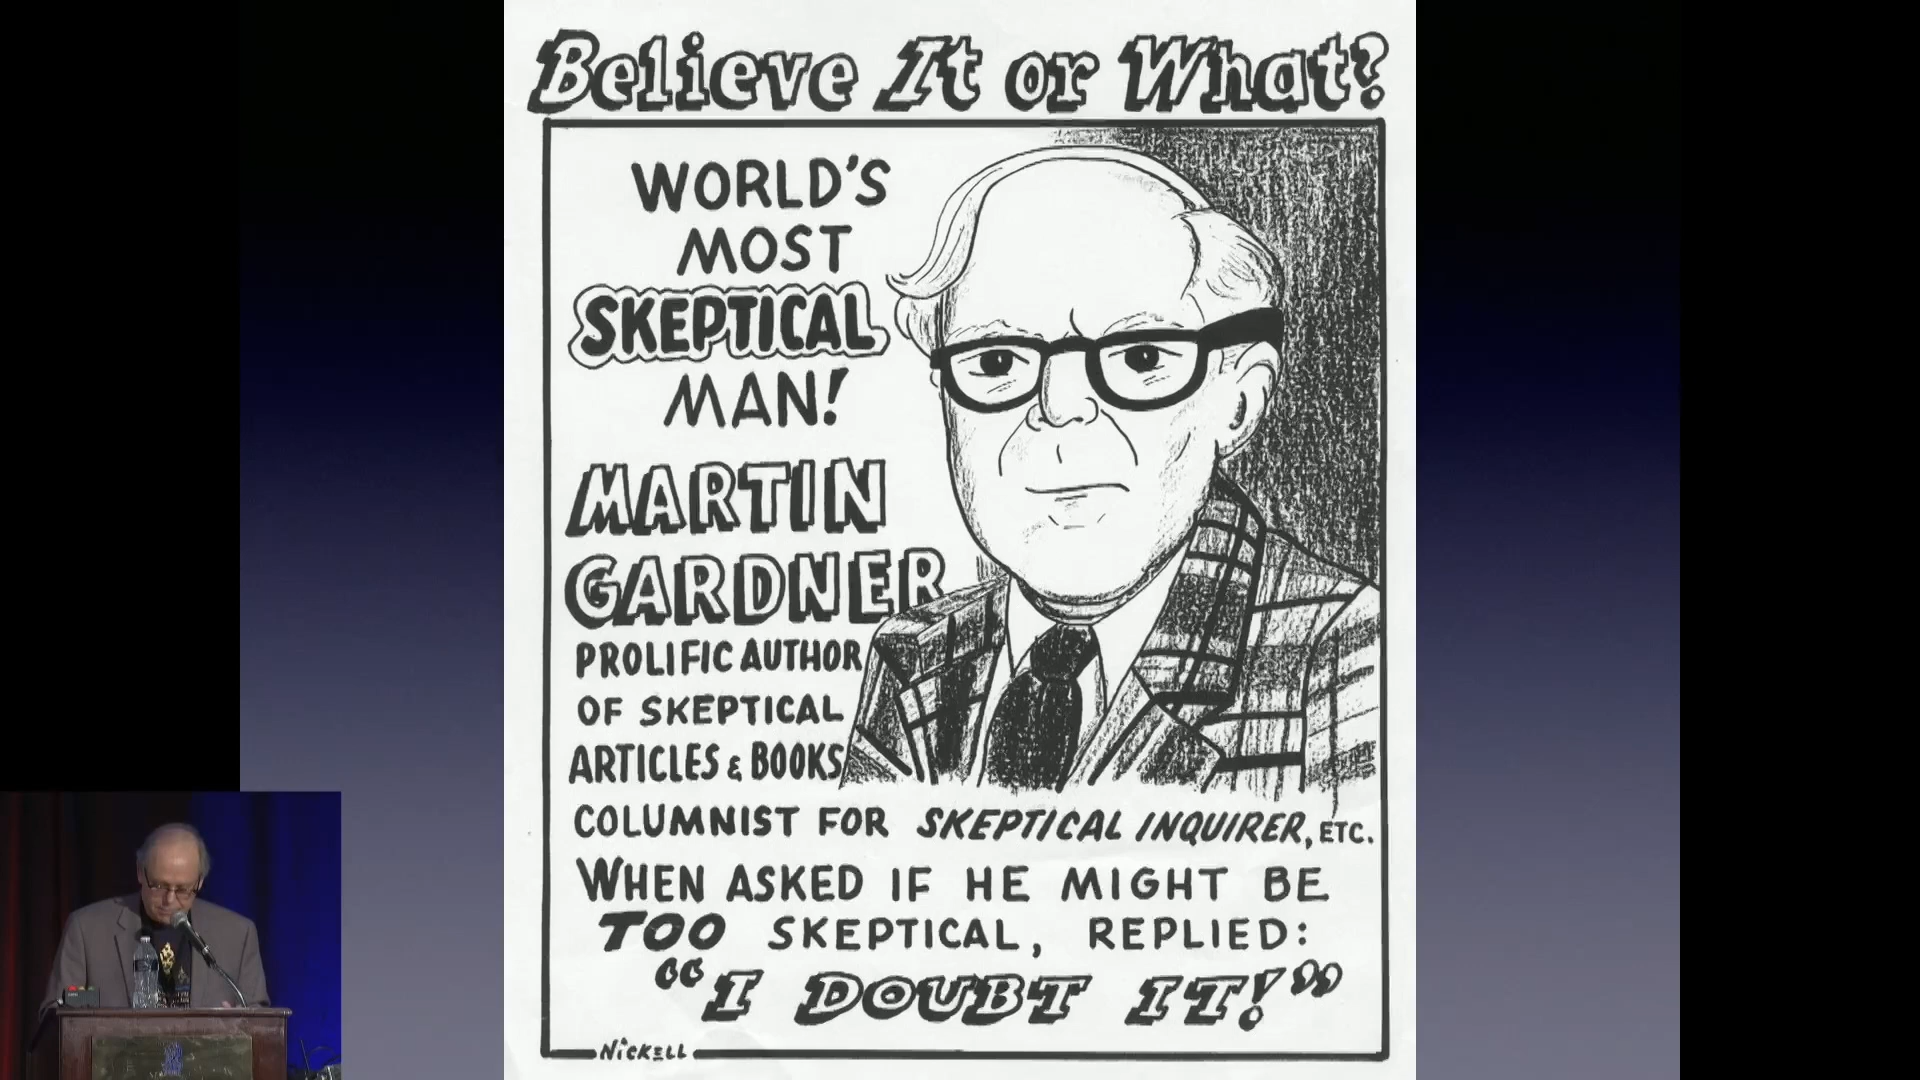 Believe It or What?
WORLD'S
MOST
SKEPTICAL
MAN!
MARTIN
GARDNER
PROLIFIC AUTHOR
OF SKEPTICAL
ARTICLES & BOOKS
COLUMNIST FOR SKEPTICAL INQUIRER, ETC.
WHEN ASKED IF HE MIGHT BE
TOO SKEPTICAL, REPLIED:
"I DOUBT IT!"
NICKELL